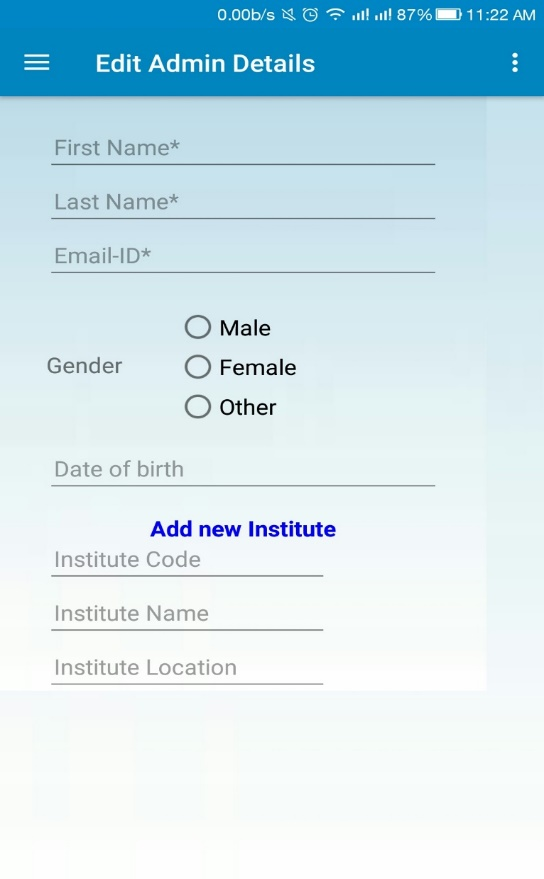 0.00b/s 87% 11:22 AM
Edit Admin Details
First Name*
Last Name*
Email-ID*
Male
Gender
Female
Other
Date of birth
Add new Institute
Institute Code
Institute Name
Institute Location